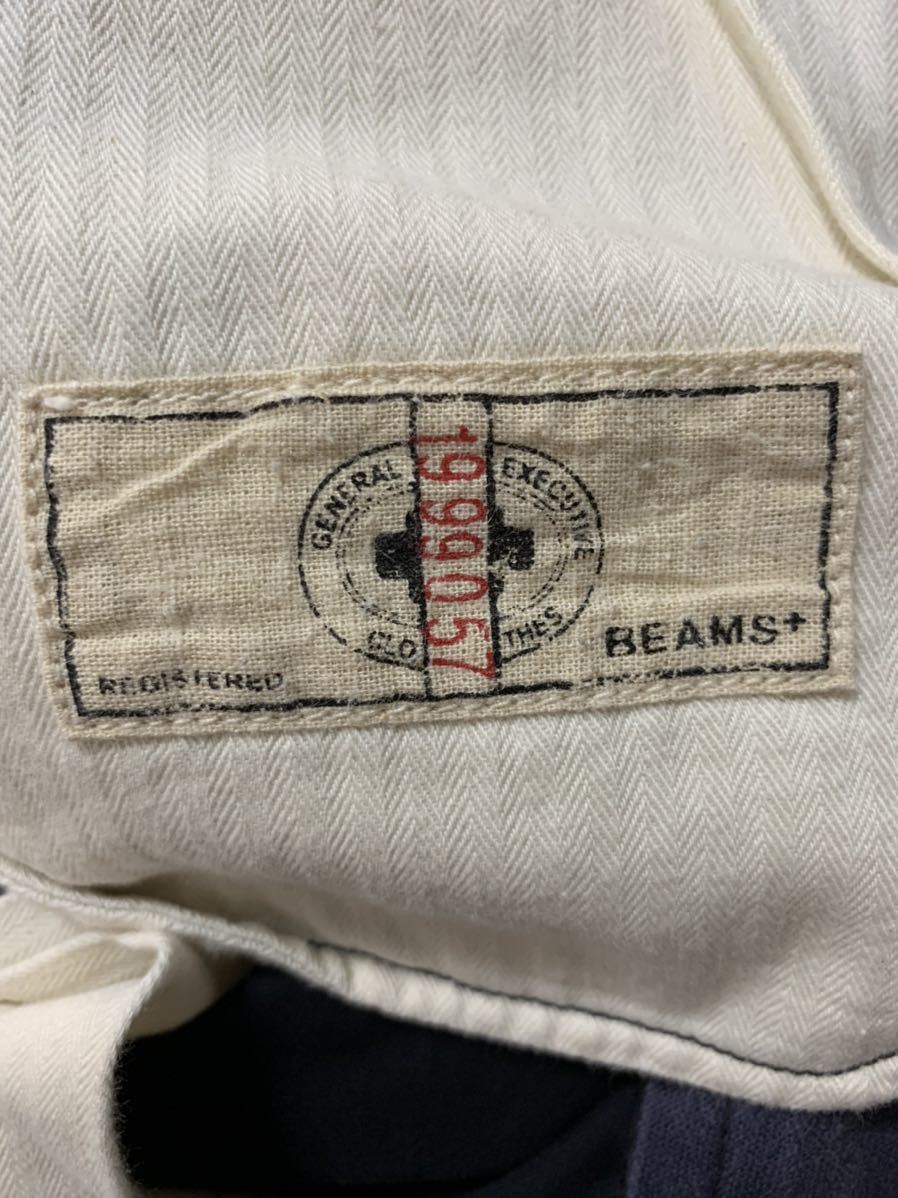 GENERAL EXECUTIVE
CLOTHES
1999057
REGISTERED
BEAMS+